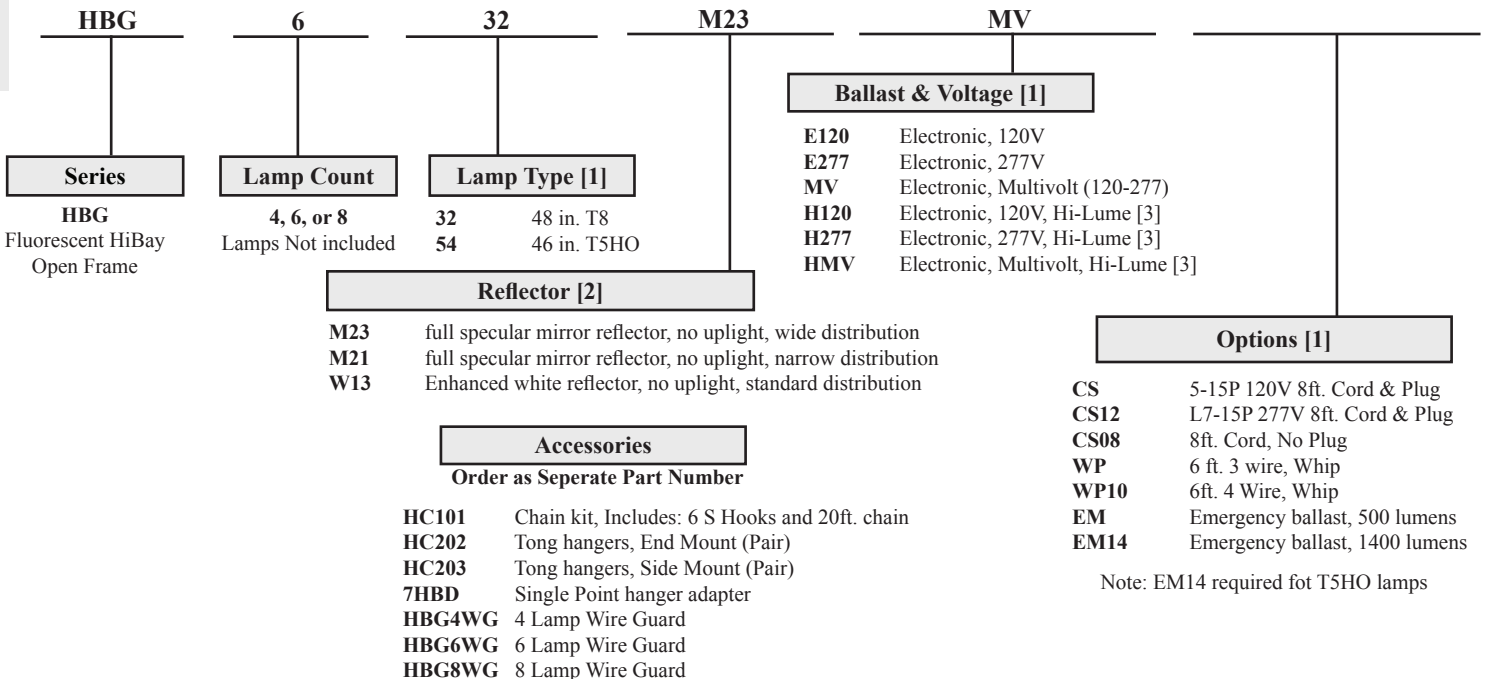 HBG 6 32 M23 MV
Ballast & Voltage [1]
E120 Electronic, 120V
E277 Electronic, 277V
MV Electronic, Multivolt (120-277)
H120 Electronic, 120V, Hi-Lume [3]
H277 Electronic, 277V, Hi-Lume [3]
HMV Electronic, Multivolt, Hi-Lume [3]
Series
HBG
Fluorescent HiBay
Open Frame
Lamp Count
4, 6, or 8
Lamps Not included
Lamp Type [1]
32 48 in. T8
54 46 in. T5HO
Reflector [2]
M23 full specular mirror reflector, no uplight, wide distribution
M21 full specular mirror reflector, no uplight, narrow distribution
W13 Enhanced white reflector, no uplight, standard distribution
Options [1]
CS 5-15P 120V 8ft. Cord & Plug
CS12 L7-15P 277V 8ft. Cord & Plug
CS08 8ft. Cord, No Plug
WP 6 ft. 3 wire, Whip
WP10 6ft. 4 Wire, Whip
EM Emergency ballast, 500 lumens
EM14 Emergency ballast, 1400 lumens
Note: EM14 required fot T5HO lamps
Accessories
Order as Seperate Part Number
HC101 Chain kit, Includes: 6 S Hooks and 20ft. chain
HC202 Tong hangers, End Mount (Pair)
HC203 Tong hangers, Side Mount (Pair)
7HBD Single Point hanger adapter
HBG4WG 4 Lamp Wire Guard
HBG6WG 6 Lamp Wire Guard
HBG8WG 8 Lamp Wire Guard